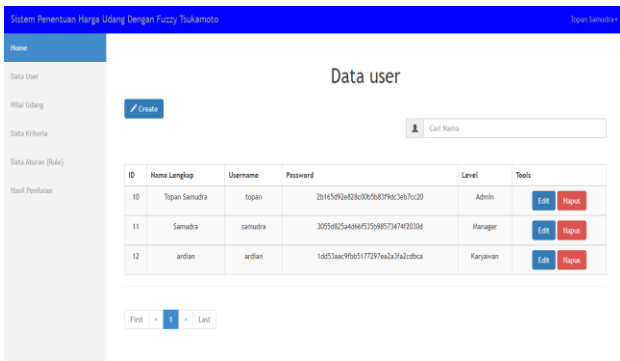 Sistem Penentuan Harga Udang Dengan Fuzzy Tsukamoto Topan Samudra
Home
Data User
Nilai Udang
Data Kriteria
Data Aturan (Rule)
Hasil Penilaian
Data user
Create
Cari Nama
ID Nama Lengkap Username Password Level Tools
10 Topan Samudra topan 2b165d92e828c00b5b83f9dc3eb7cc20 Admin Edit Hapus
11 Samudra samudra 3055d825a4d66f535b98573474f2030d Manager Edit Hapus
12 ardian ardian 1dd53aac9fbb5177297ea2a3fa2cdbca Karyawan Edit Hapus
First « 1 » Last